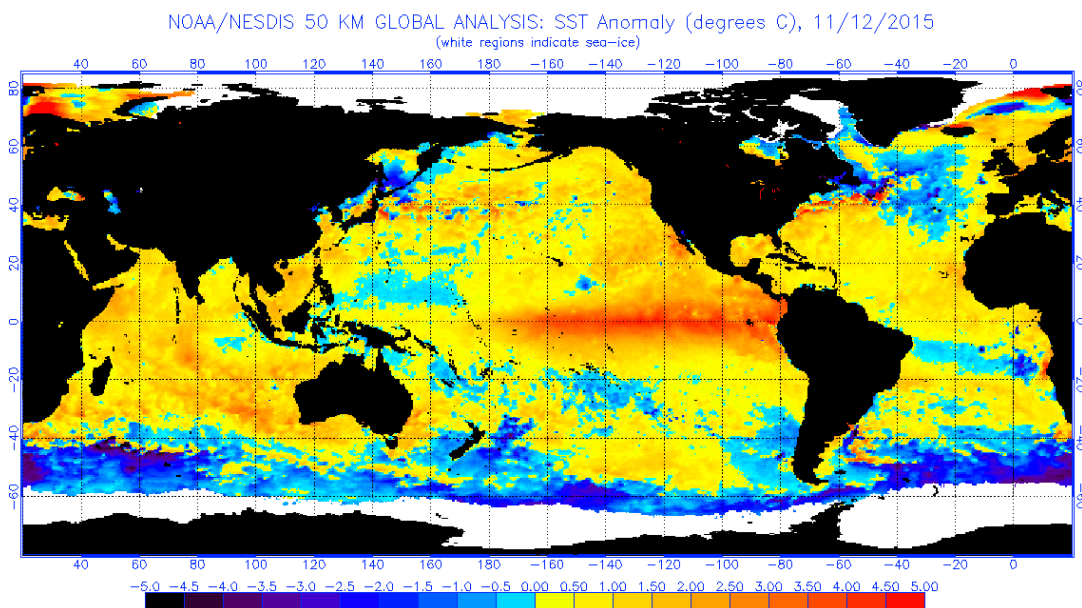 NOAA/NESDIS 50 KM GLOBAL ANALYSIS: SST Anomaly (degrees C), 11/12/2015
(white regions indicate sea-ice)
40 60 80 100 120 140 160 180 -160 -140 -120 -100 -80 -60 -40 -20 0
80
60
40
20
0
-20
-40
-60
40 60 80 100 120 140 160 180 -160 -140 -120 -100 -80 -60 -40 -20 0
-5.0 -4.5 -4.0 -3.5 -3.0 -2.5 -2.0 -1.5 -1.0 -0.5 0.00 0.50 1.00 1.50 2.00 2.50 3.00 3.50 4.00 4.50 5.00